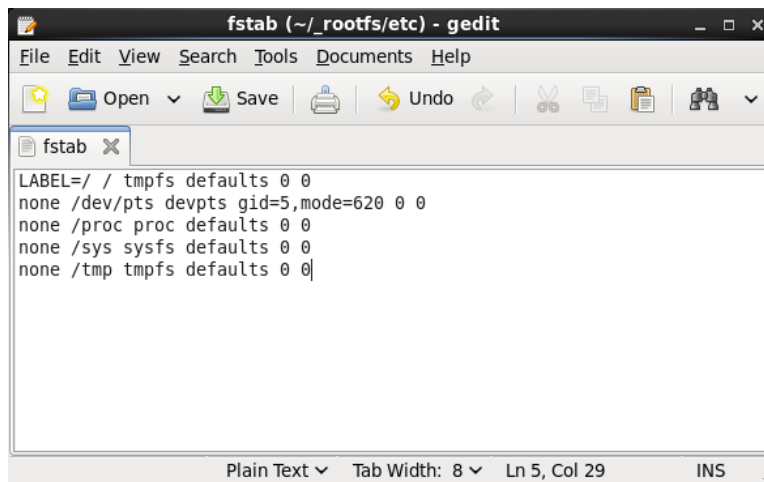 fstab (~/_rootfs/etc) - gedit
File Edit View Search Tools Documents Help
Open Save Undo
fstab
LABEL=/ / tmpfs defaults 0 0
none /dev/pts devpts gid=5,mode=620 0 0
none /proc proc defaults 0 0
none /sys sysfs defaults 0 0
none /tmp tmpfs defaults 0 0
Plain Text Tab Width: 8 Ln 5, Col 29 INS